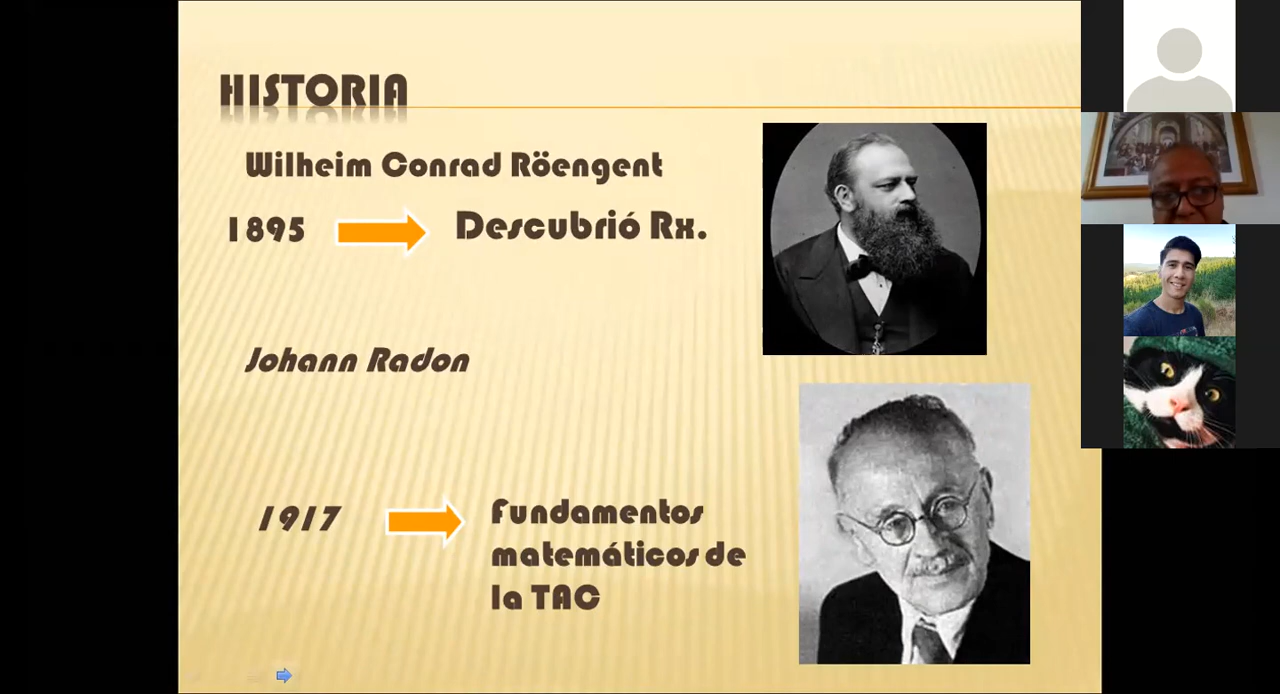 HISTORIA
Wilheim Conrad Röengent
1895
Descubrió Rx.
Johann Radon
1917
Fundamentos
matemáticos de
la TAC